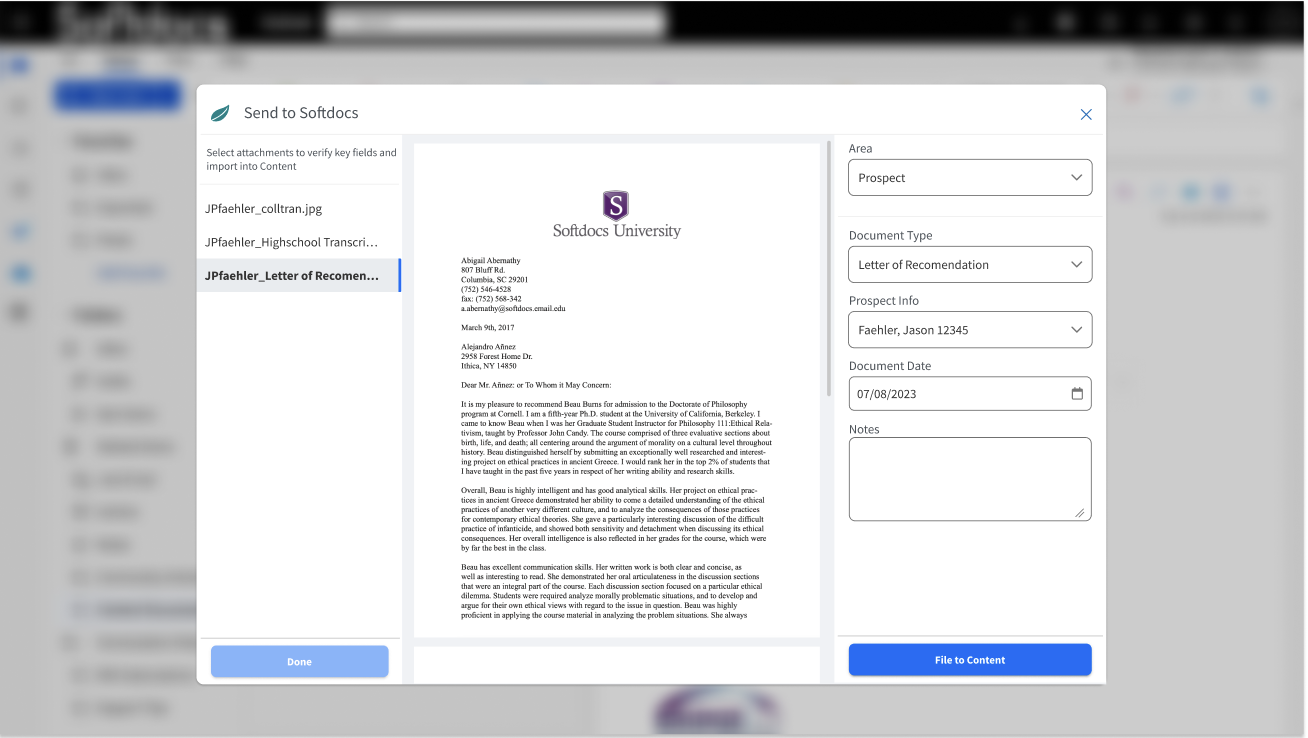 Softdocs
Send to Softdocs
Select attachments to verify key fields and
import into Content
JPfaehler_colltran.jpg
JPfaehler_Highschool Transcri...
JPfaehler_Letter of Recomen...
Done
S
Softdocs University
Abigail Abernathy
807 Bluff Rd.
Columbia, SC 29201
(752) 546-4528
fax: (752) 568-342
a.abernathy@softdocs.email.edu
March 9th, 2017
Alejandro Añnez
2958 Forest Home Dr.
Ithica, NY 14850
Dear Mr. Añnez: or To Whom it May Concern:
It is my pleasure to recommend Beau Burns for admission to the Doctorate of Philosophy
program at Cornell. I am a fifth-year Ph.D. student at the University of California, Berkeley. I
came to know Beau when I was her Graduate Student Instructor for Philosophy 111:Ethical Rela-
tivism, taught by Professor John Candy. The course comprised of three evaluative sections about
birth, life, and death; all centering around the argument of morality on a cultural level throughout
history. Beau distinguished herself by submitting an exceptionally well researched and interest-
ing project on ethical practices in ancient Greece. I would rank her in the top 2% of students that
I have taught in the past five years in respect of her writing ability and research skills.
Overall, Beau is highly intelligent and has good analytical skills. Her project on ethical prac-
tices in ancient Greece demonstrated her ability to come a detailed understanding of the ethical
practices of another very different culture, and to analyze the consequences of those practices
for contemporary ethical theories. She gave a particularly interesting discussion of the difficult
practice of infanticide, and showed both sensitivity and detachment when discussing its ethical
consequences. Her overall intelligence is also reflected in her grades for the course, which were
by far the best in the class.
Beau has excellent communication skills. Her written work is both clear and concise, as
well as interesting to read. She demonstrated her oral articulateness in the discussion sections
that were an integral part of the course. Each discussion section focused on a particular ethical
dilemma. Students were required analyze morally problematic situations, and to develop and
argue for their own ethical views with regard to the issue in question. Beau was highly
proficient in applying the course material in analyzing the problem situations. She always
Area
Prospect
Document Type
Letter of Recomendation
Prospect Info
Faehler, Jason 12345
Document Date
07/08/2023
Notes
File to Content